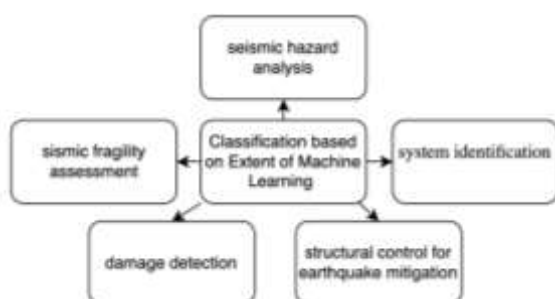 seismic hazard
analysis
sismic fragility
assessment
Classification based
on Extent of Machine
Learning
system identification
damage detection
structural control for
earthquake mitigation